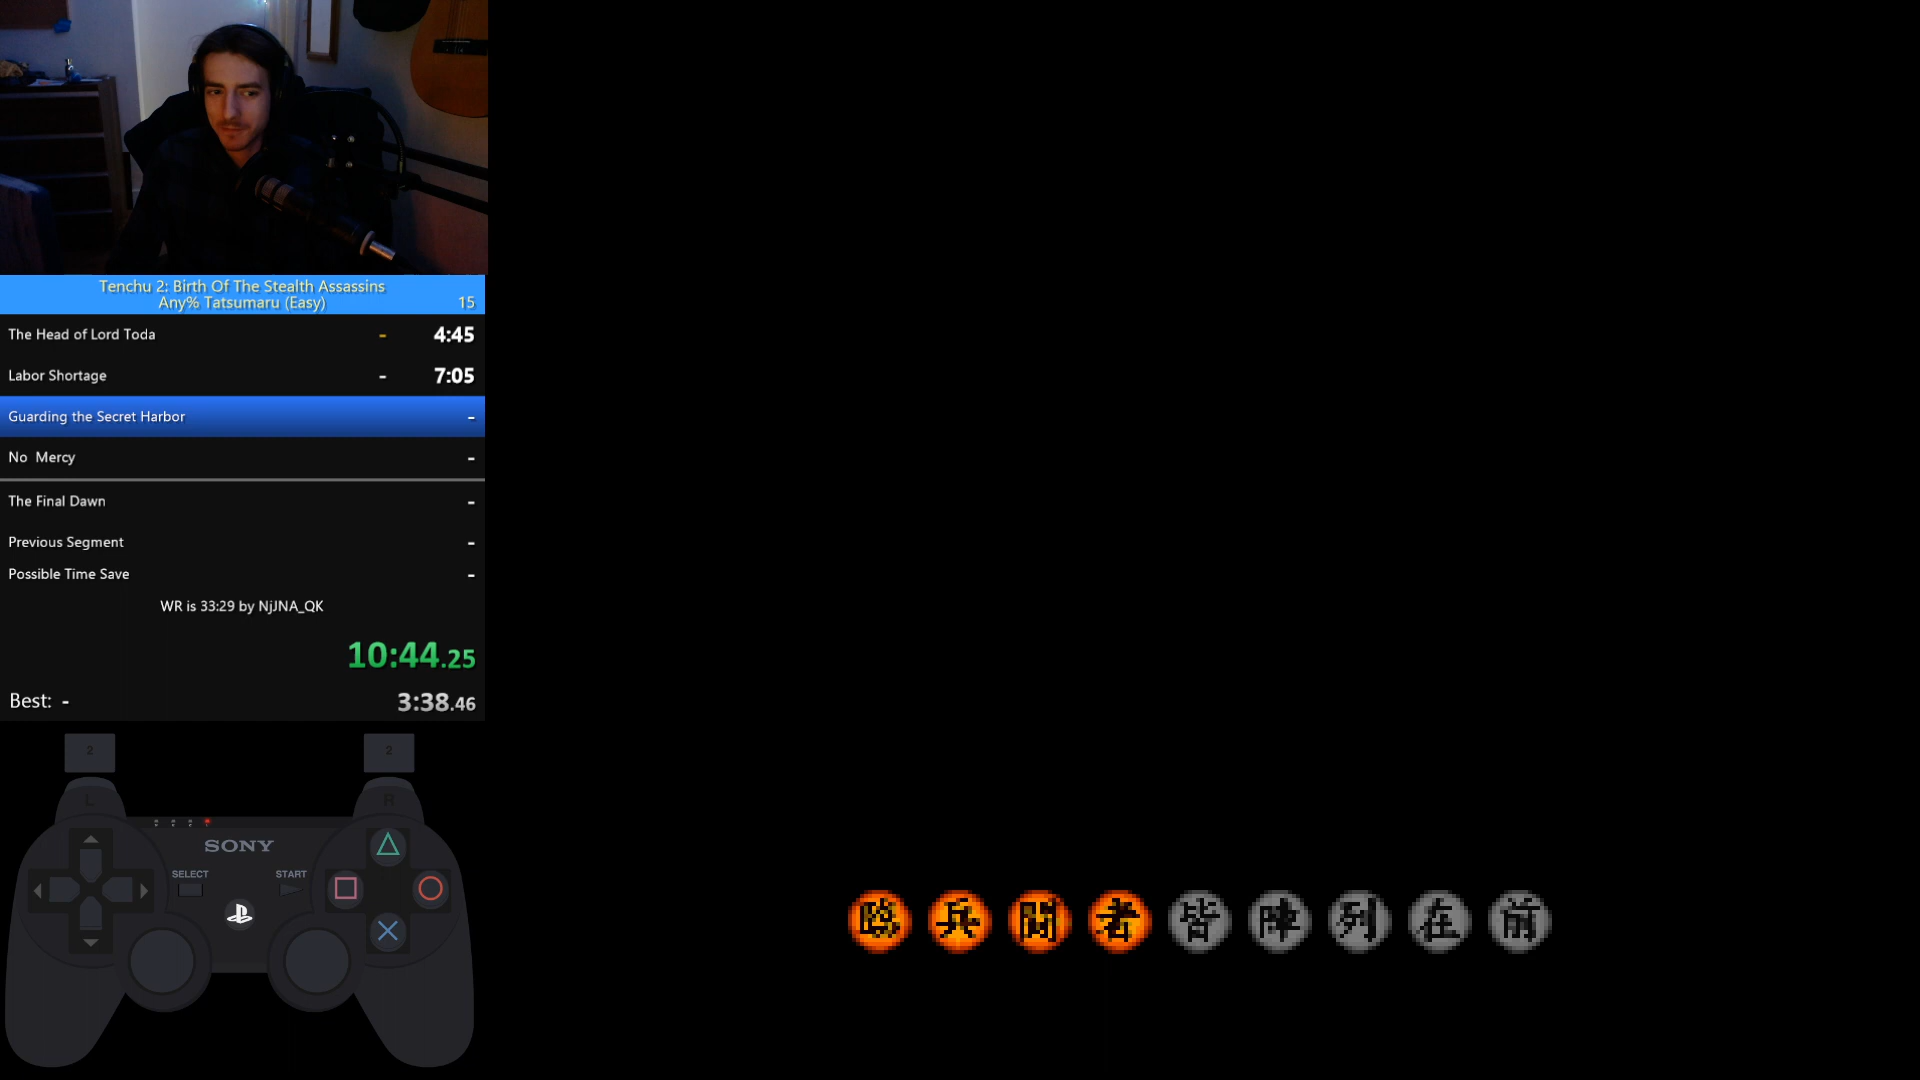 Tenchu 2: Birth Of The Stealth Assassins
Any% Tatsumaru (Easy) 15
The Head of Lord Toda - 4:45
Labor Shortage - 7:05
Guarding the Secret Harbor -
No Mercy -
The Final Dawn -
Previous Segment -
Possible Time Save -
WR is 33:29 by NjJNA_QK
10:44.25
Best: - 3:38.46
2 2
L R
SONY
SELECT START
臨 兵 闘 者 皆 陣 列 在 前